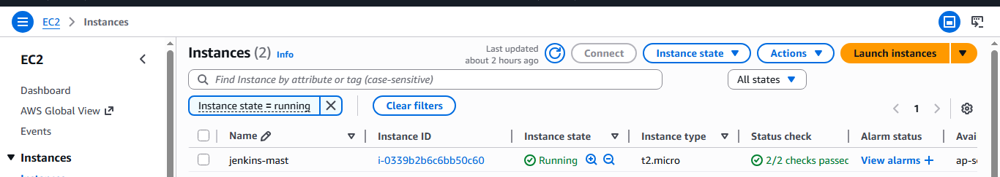 EC2 > Instances
EC2
Dashboard
AWS Global View
Events
Instances
Instances (2) Info
Last updated
about 2 hours ago
Connect
Instance state
Actions
Launch instances
Find Instance by attribute or tag (case-sensitive)
All states
Instance state = running
Clear filters
1
Name Instance ID Instance state Instance type Status check Alarm status Avai
jenkins-mast i-0339b2b6c6bb50c60 Running t2.micro 2/2 checks passec View alarms + ap-s